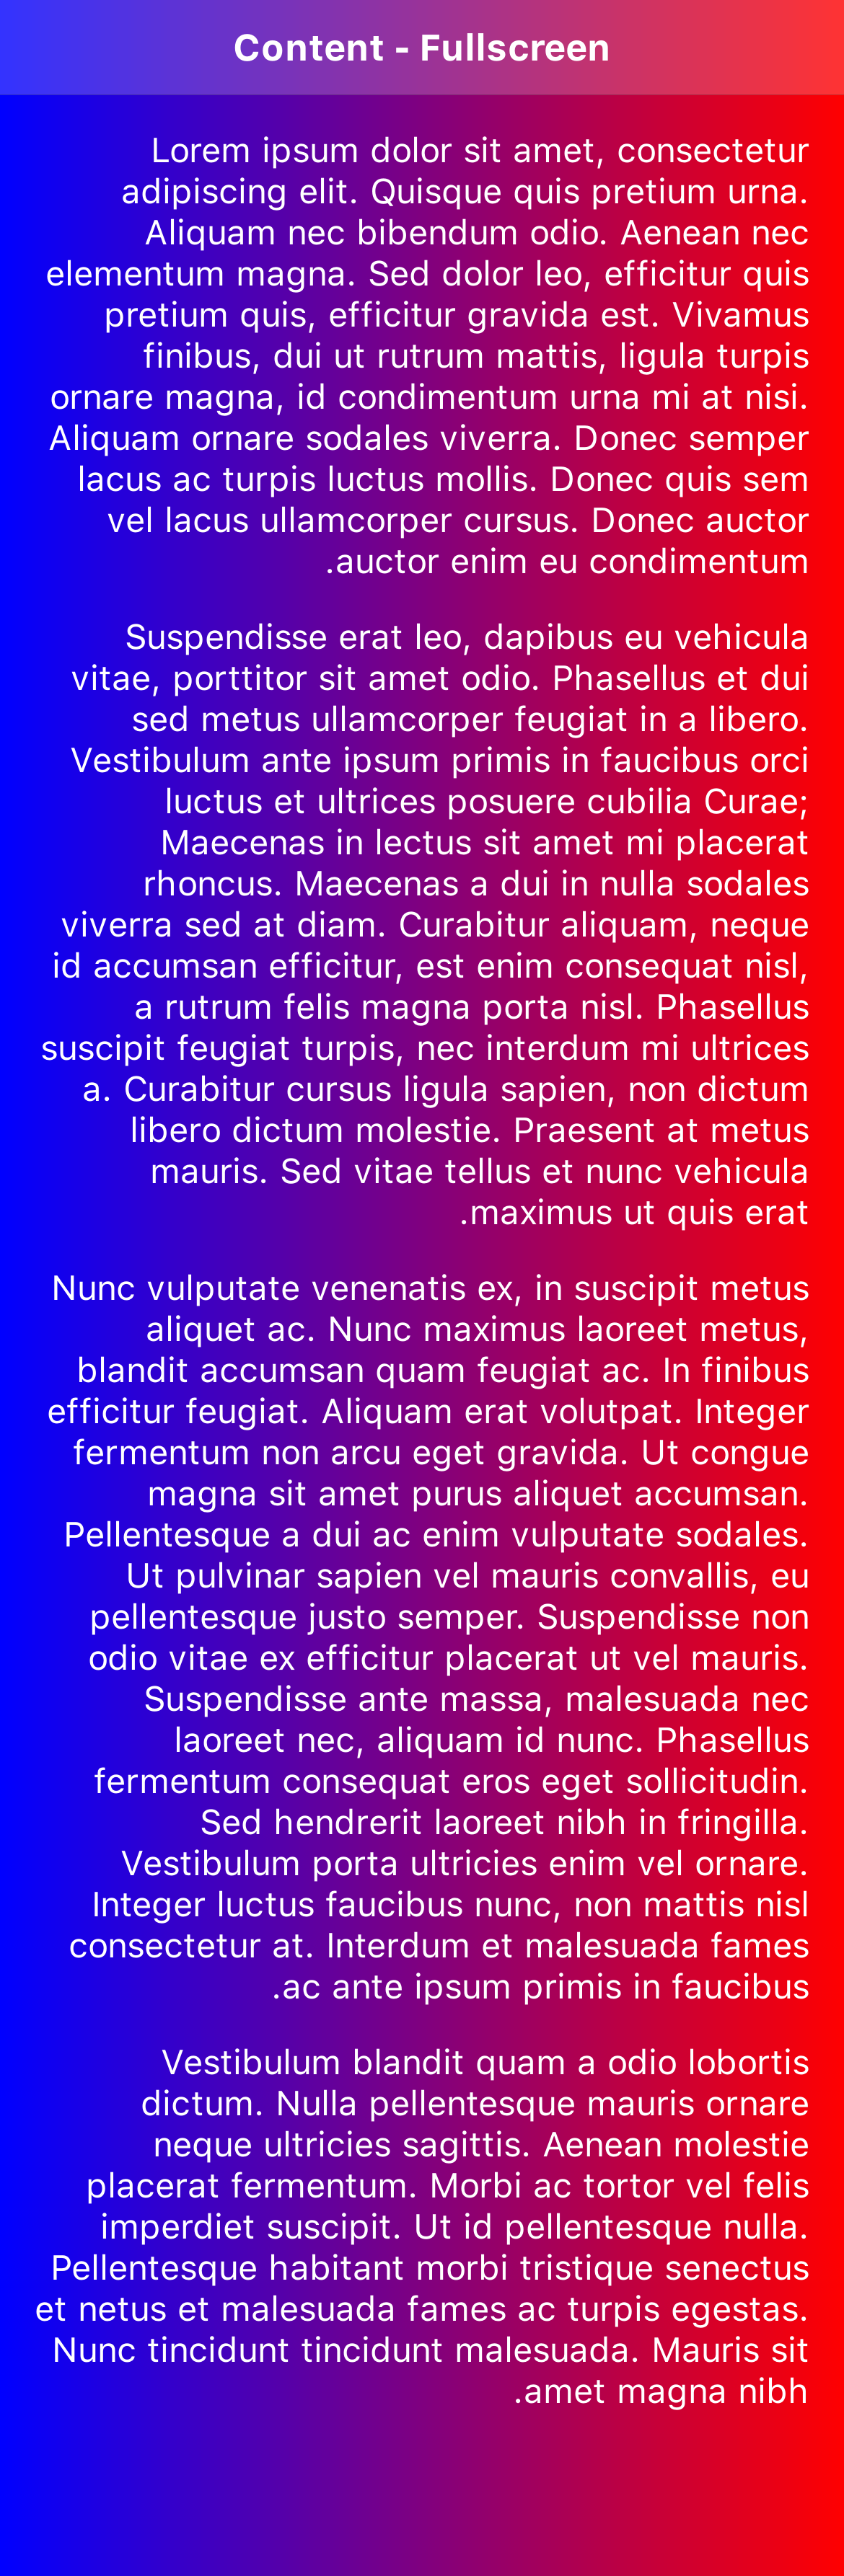 Content - Fullscreen
Lorem ipsum dolor sit amet, consectetur
adipiscing elit. Quisque quis pretium urna.
Aliquam nec bibendum odio. Aenean nec
elementum magna. Sed dolor leo, efficitur quis
pretium quis, efficitur gravida est. Vivamus
finibus, dui ut rutrum mattis, ligula turpis
ornare magna, id condimentum urna mi at nisi.
Aliquam ornare sodales viverra. Donec semper
lacus ac turpis luctus mollis. Donec quis sem
vel lacus ullamcorper cursus. Donec auctor
.auctor enim eu condimentum
Suspendisse erat leo, dapibus eu vehicula
vitae, porttitor sit amet odio. Phasellus et dui
sed metus ullamcorper feugiat in a libero.
Vestibulum ante ipsum primis in faucibus orci
luctus et ultrices posuere cubilia Curae;
Maecenas in lectus sit amet mi placerat
rhoncus. Maecenas a dui in nulla sodales
viverra sed at diam. Curabitur aliquam, neque
id accumsan efficitur, est enim consequat nisl,
a rutrum felis magna porta nisl. Phasellus
suscipit feugiat turpis, nec interdum mi ultrices
a. Curabitur cursus ligula sapien, non dictum
libero dictum molestie. Praesent at metus
mauris. Sed vitae tellus et nunc vehicula
.maximus ut quis erat
Nunc vulputate venenatis ex, in suscipit metus
aliquet ac. Nunc maximus laoreet metus,
blandit accumsan quam feugiat ac. In finibus
efficitur feugiat. Aliquam erat volutpat. Integer
fermentum non arcu eget gravida. Ut congue
magna sit amet purus aliquet accumsan.
Pellentesque a dui ac enim vulputate sodales.
Ut pulvinar sapien vel mauris convallis, eu
pellentesque justo semper. Suspendisse non
odio vitae ex efficitur placerat ut vel mauris.
Suspendisse ante massa, malesuada nec
laoreet nec, aliquam id nunc. Phasellus
fermentum consequat eros eget sollicitudin.
Sed hendrerit laoreet nibh in fringilla.
Vestibulum porta ultricies enim vel ornare.
Integer luctus faucibus nunc, non mattis nisl
consectetur at. Interdum et malesuada fames
.ac ante ipsum primis in faucibus
Vestibulum blandit quam a odio lobortis
dictum. Nulla pellentesque mauris ornare
neque ultricies sagittis. Aenean molestie
placerat fermentum. Morbi ac tortor vel felis
imperdiet suscipit. Ut id pellentesque nulla.
Pellentesque habitant morbi tristique senectus
et netus et malesuada fames ac turpis egestas.
Nunc tincidunt tincidunt malesuada. Mauris sit
.amet magna nibh